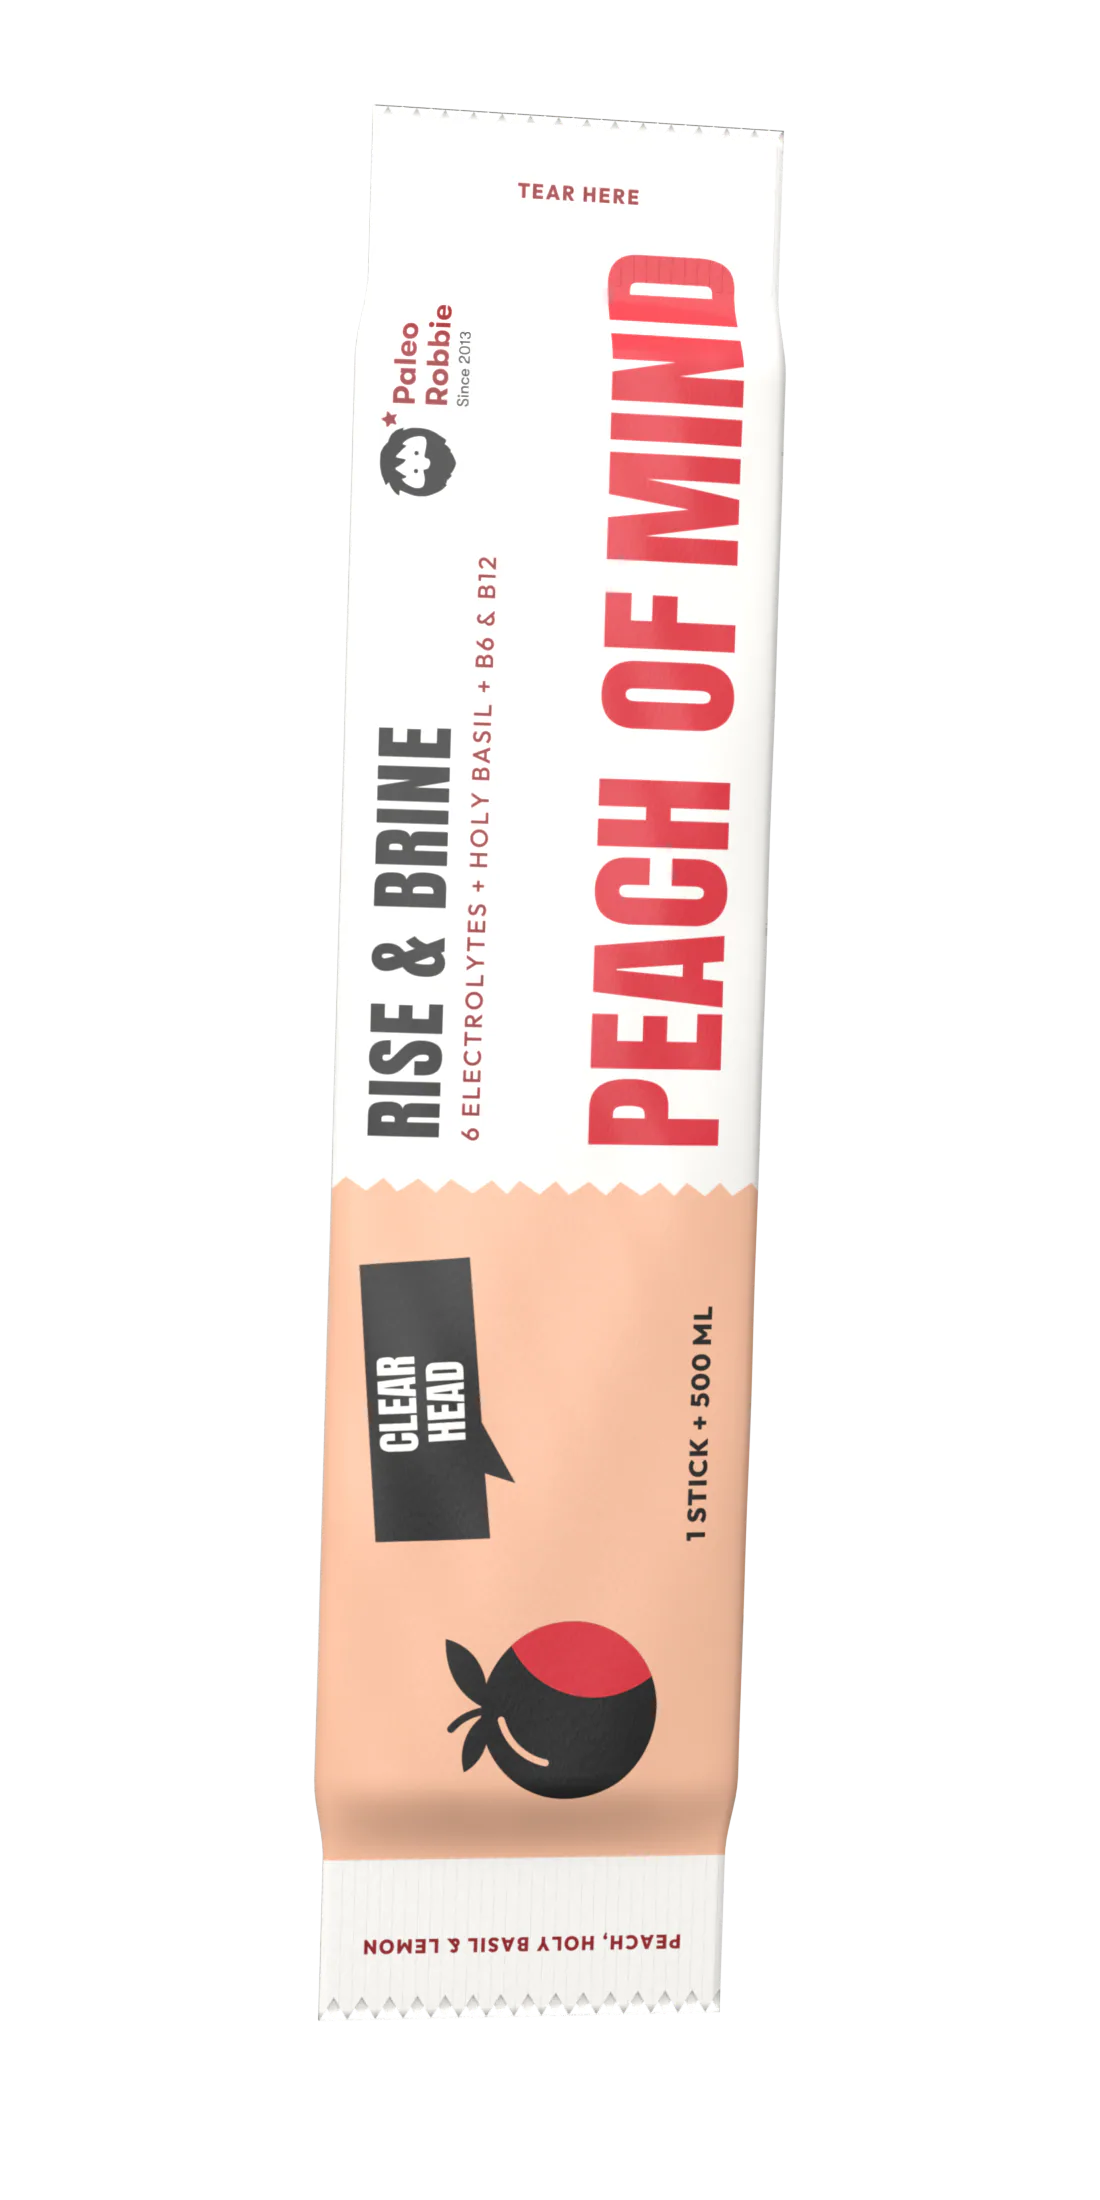 TEAR HERE
Paleo
Robbie
Since 2013
RISE & BRINE
6 ELECTROLYTES + HOLY BASIL + B6 & B12
PEACH OF MIND
CLEAR
HEAD
1 STICK + 500 ML
PEACH, HOLY BASIL & LEMON